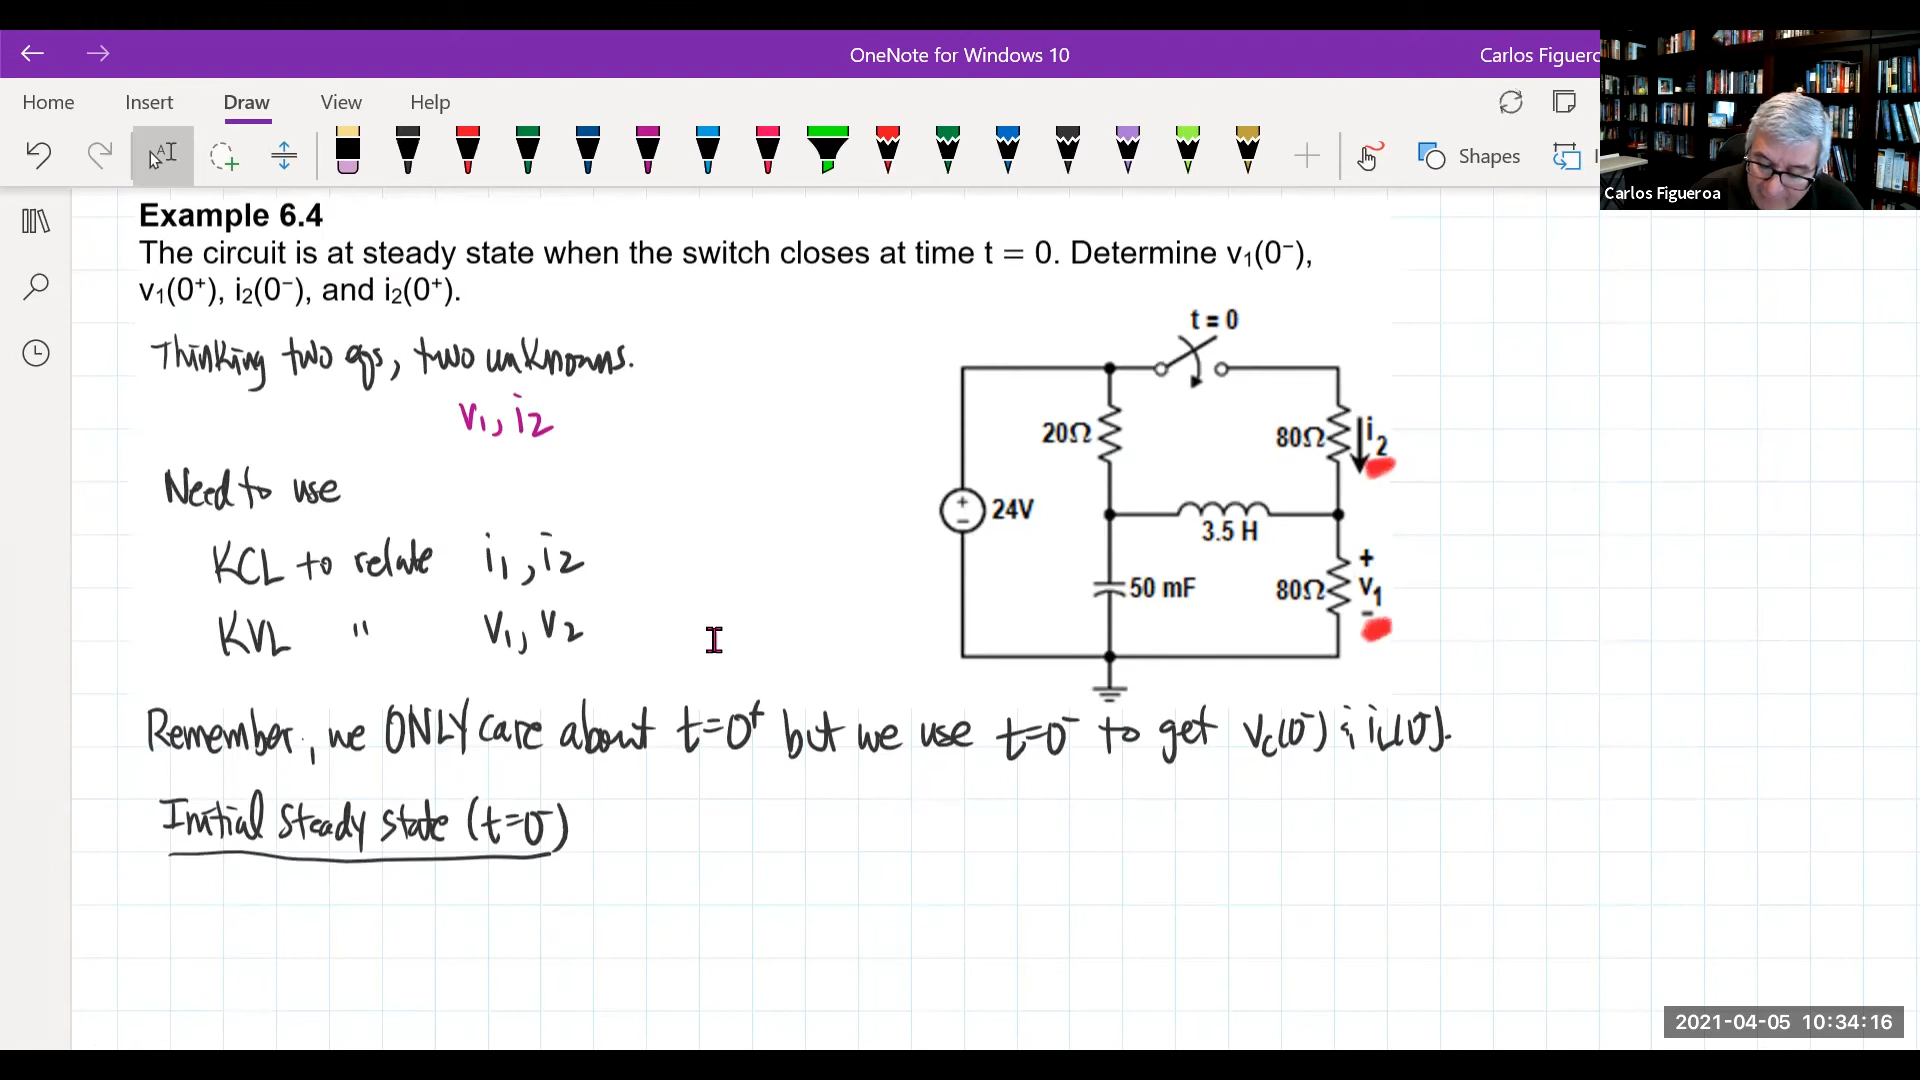 OneNote for Windows 10
Carlos Figuero
Home Insert Draw View Help
Shapes
Carlos Figueroa
Example 6.4
The circuit is at steady state when the switch closes at time t = 0. Determine v₁(0⁻),
v₁(0⁺), i₂(0⁻), and i₂(0⁺).
Thinking two eqs, two unknowns.
v₁, i₂
Need to use
KCL to relate i₁, i₂
KVL " v₁, v₂
t = 0
20Ω
80Ω
i₂
24V
3.5 H
50 mF
80Ω
+
v₁
-
Remember, we ONLY care about t=0⁺ but we use t=0⁻ to get vc(0⁻) ; iL(0⁻).
Initial steady state (t=0⁻)
2021-04-05 10:34:16